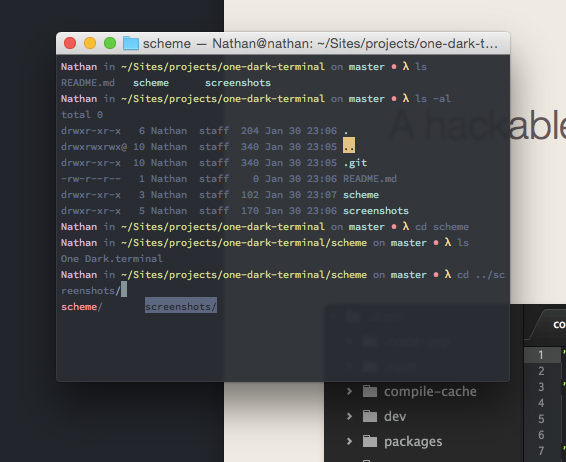 scheme — Nathan@nathan: ~/Sites/projects/one-dark-t…
Nathan in ~/Sites/projects/one-dark-terminal on master • λ ls
README.md scheme screenshots
Nathan in ~/Sites/projects/one-dark-terminal on master • λ ls -al
total 0
drwxr-xr-x 6 Nathan staff 204 Jan 30 23:06 .
drwxrwxrwx@ 10 Nathan staff 340 Jan 30 23:05 ..
drwxr-xr-x 10 Nathan staff 340 Jan 30 23:05 .git
-rw-r--r-- 1 Nathan staff 0 Jan 30 23:06 README.md
drwxr-xr-x 3 Nathan staff 102 Jan 30 23:07 scheme
drwxr-xr-x 5 Nathan staff 170 Jan 30 23:06 screenshots
Nathan in ~/Sites/projects/one-dark-terminal on master • λ cd scheme
Nathan in ~/Sites/projects/one-dark-terminal/scheme on master • λ ls
One Dark.terminal
Nathan in ~/Sites/projects/one-dark-terminal/scheme on master • λ cd ../sc
reenshots/
scheme/ screenshots/
A hackable
compile-cache
dev
packages
co
1
2
3
4
5
6
7